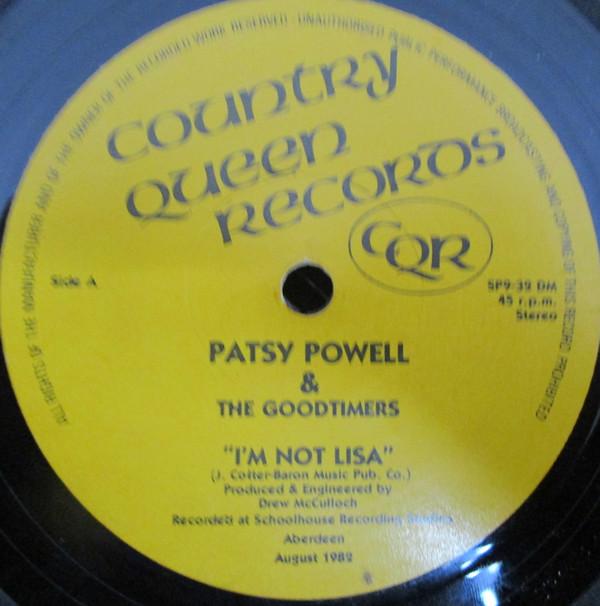 ALL RIGHTS OF THE MANUFACTURER AND OF THE OWNER OF THE RECORDED WORK RESERVED · UNAUTHORISED PUBLIC PERFORMANCE BROADCASTING AND COPYING OF THIS RECORD PROHIBITED
COUNTRY
QUEEN
RECORDS
CQR
Side A
SP9-39 DM
45 r.p.m.
Stereo
PATSY POWELL
&
THE GOODTIMERS
"I'M NOT LISA"
(J. Cotter-Baron Music Pub. Co.)
Produced & Engineered by
Drew McCulloch
Recorded at Schoolhouse Recording Studios
Aberdeen
August 1982